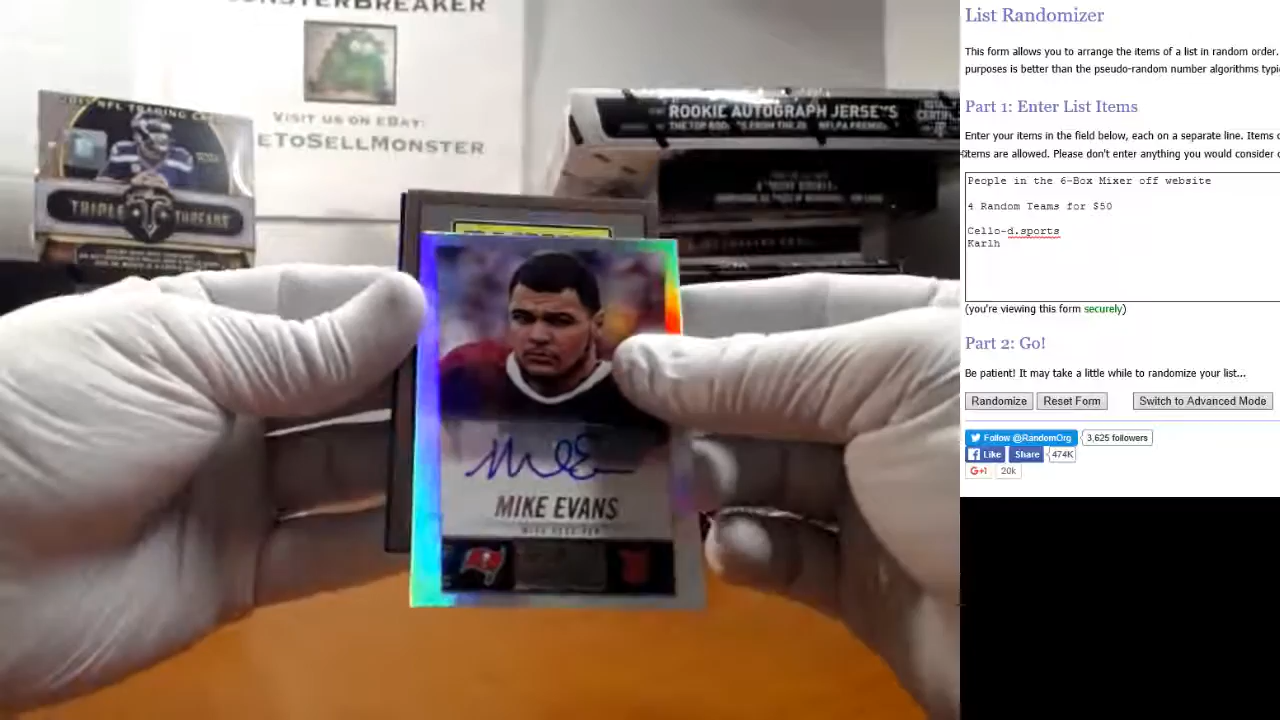 MONSTERBREAKER
VISIT US ON EBAY:
ETOSELLMONSTER
NFL TRADING
TRIPLE THREADS
ROOKIE AUTOGRAPH JERSEYS
MIKE EVANS
WIDE RECEIVER
List Randomizer
This form allows you to arrange the items of a list in random order.
purposes is better than the pseudo-random number algorithms typi
Part 1: Enter List Items
Enter your items in the field below, each on a separate line. Items c
Items are allowed. Please don't enter anything you would consider c
People in the 6-Box Mixer off website
4 Random Teams for $50
Cello-d.sports
Karlh
(you're viewing this form securely)
Part 2: Go!
Be patient! It may take a little while to randomize your list...
Randomize Reset Form Switch to Advanced Mode
Follow @RandomOrg 3,625 followers
Like Share 474K
G+1 20k